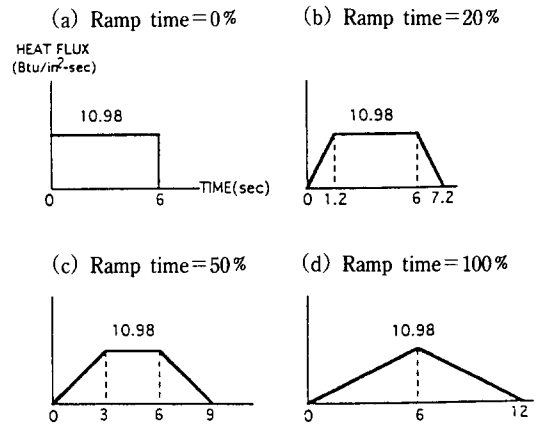 (a) Ramp time=0%
(b) Ramp time=20%
HEAT FLUX
(Btu/in²-sec)
10.98
TIME(sec)
0
6
10.98
0 1.2 6 7.2
(c) Ramp time=50%
(d) Ramp time=100%
10.98
0 3 6 9
10.98
0 6 12